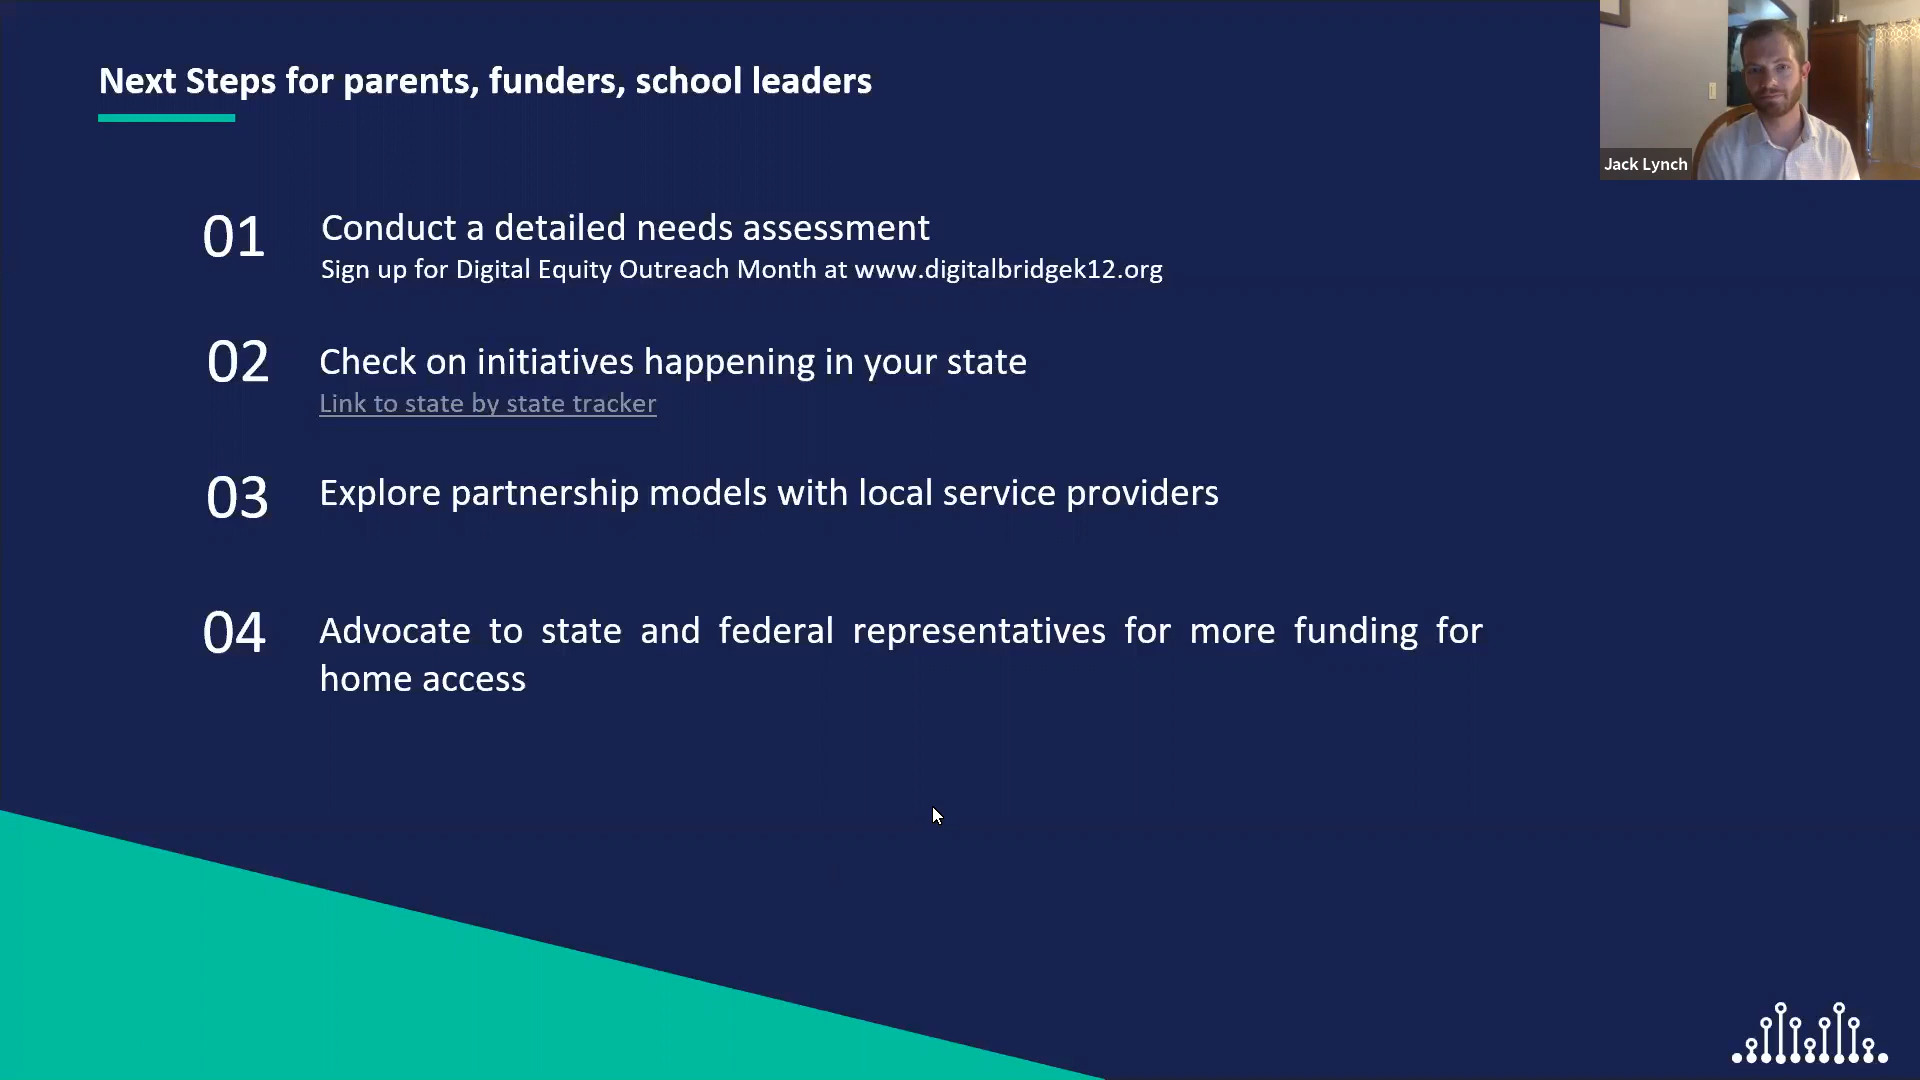 Next Steps for parents, funders, school leaders
Jack Lynch
01
Conduct a detailed needs assessment
Sign up for Digital Equity Outreach Month at www.digitalbridgek12.org
02
Check on initiatives happening in your state
Link to state by state tracker
03
Explore partnership models with local service providers
04
Advocate to state and federal representatives for more funding for
home access